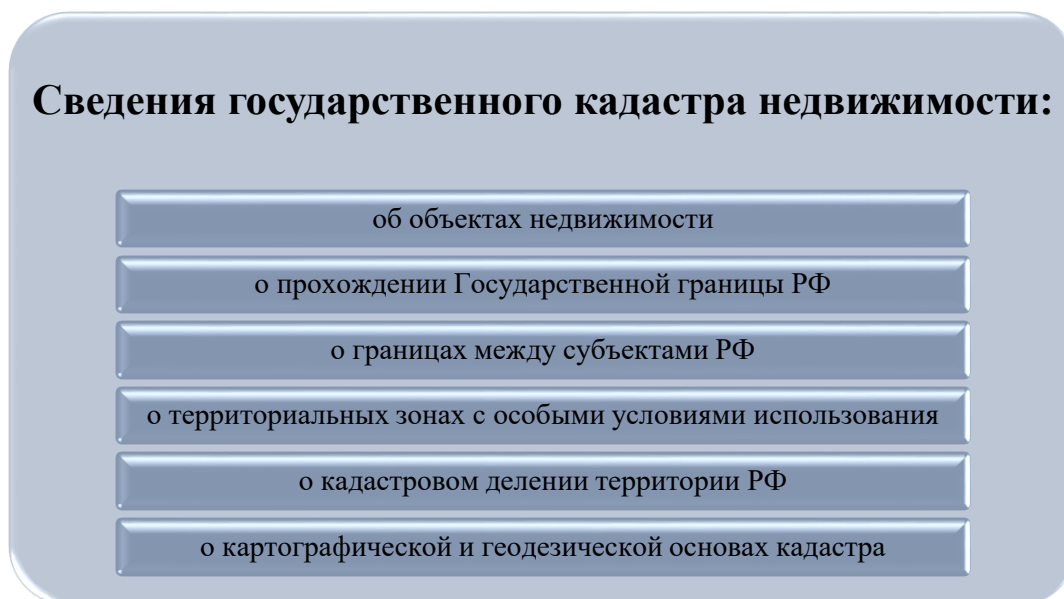 Сведения государственного кадастра недвижимости:
об объектах недвижимости
о прохождении Государственной границы РФ
о границах между субъектами РФ
о территориальных зонах с особыми условиями использования
о кадастровом делении территории РФ
о картографической и геодезической основах кадастра